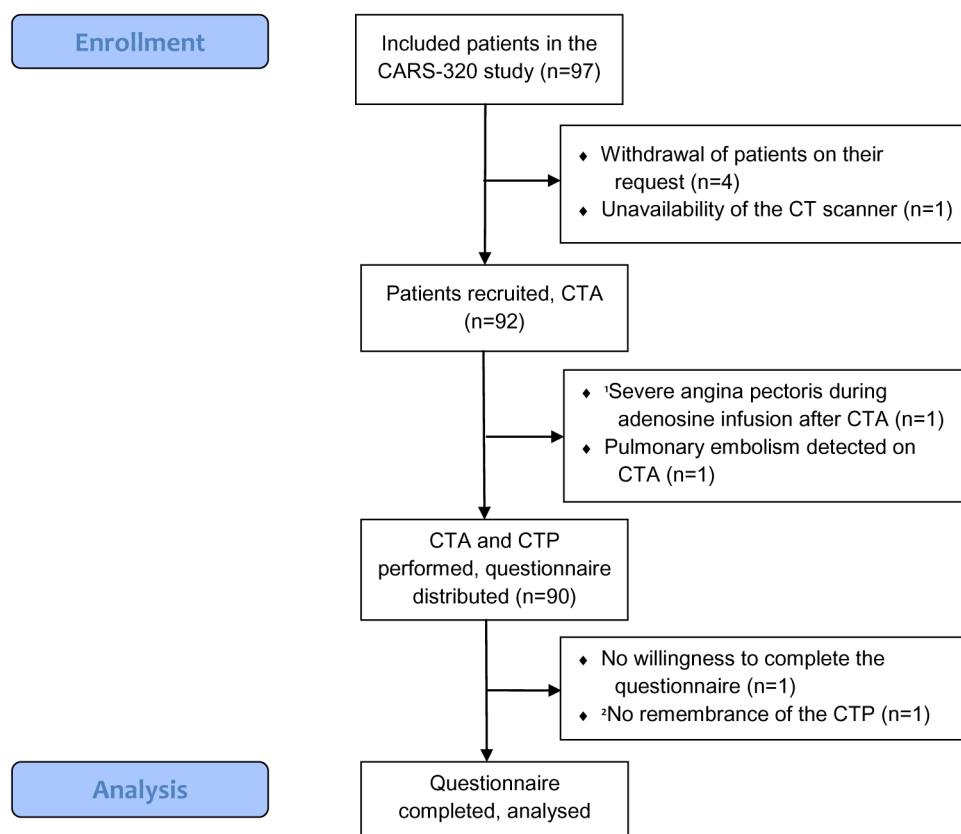 Enrollment
Included patients in the
CARS-320 study (n=97)
♦ Withdrawal of patients on their
request (n=4)
♦ Unavailability of the CT scanner (n=1)
Patients recruited, CTA
(n=92)
♦ ¹Severe angina pectoris during
adenosine infusion after CTA (n=1)
♦ Pulmonary embolism detected on
CTA (n=1)
CTA and CTP
performed, questionnaire
distributed (n=90)
♦ No willingness to complete the
questionnaire (n=1)
♦ ²No remembrance of the CTP (n=1)
Analysis
Questionnaire
completed, analysed